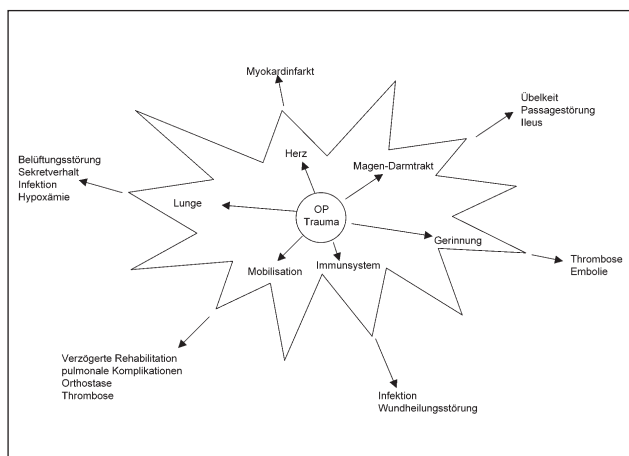 Myokardinfarkt
Übelkeit
Passagestörung
Ileus
Herz
Magen-Darmtrakt
Belüftungsstörung
Sekretverhalt
Infektion
Hypoxämie
Lunge
OP
Trauma
Gerinnung
Thrombose
Embolie
Mobilisation
Immunsystem
Verzögerte Rehabilitation
pulmonale Komplikationen
Orthostase
Thrombose
Infektion
Wundheilungsstörung